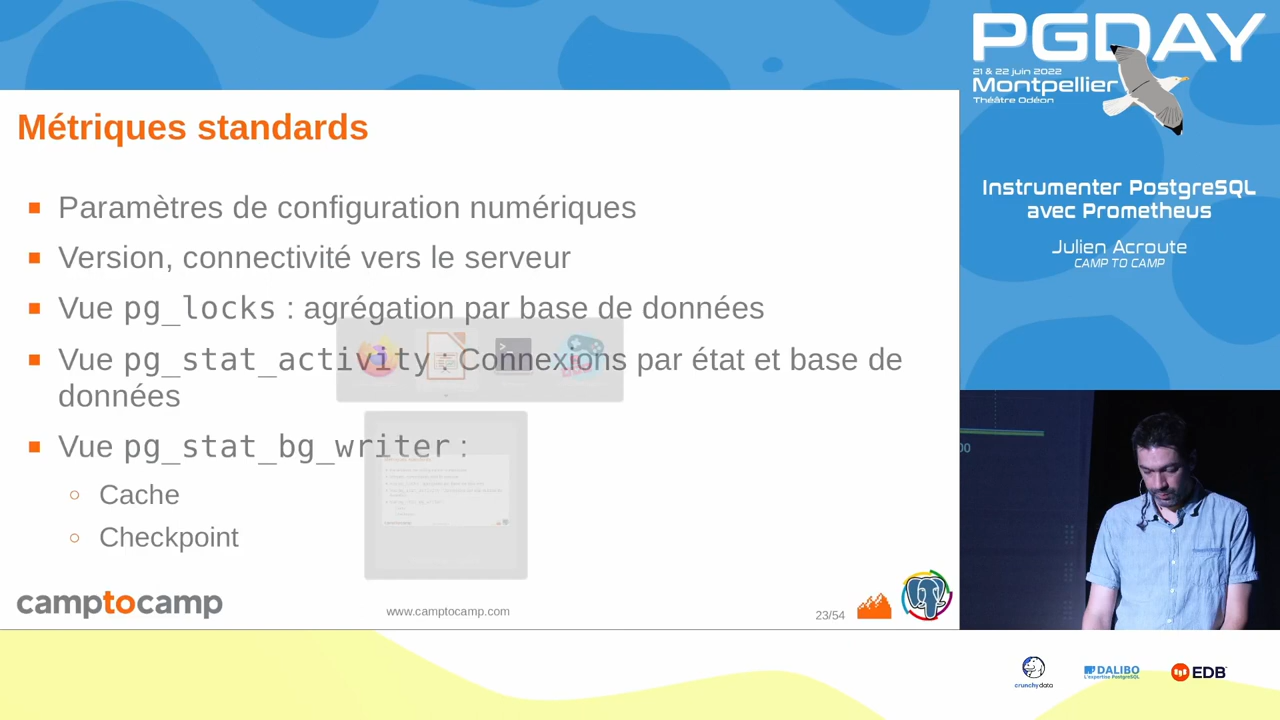 Métriques standards
Paramètres de configuration numériques
Version, connectivité vers le serveur
Vue pg_locks : agrégation par base de données
Vue pg_stat_activity : Connexions par état et base de
données
Vue pg_stat_bg_writer :
Cache
Checkpoint
camptocamp
www.camptocamp.com
23/54
PGDAY
21 & 22 juin 2022
Montpellier
Théâtre Odéon
Instrumenter PostgreSQL
avec Prometheus
Julien Acroute
CAMP TO CAMP
00
crunchydata
DALIBO
L'expertise PostgreSQL
EDB